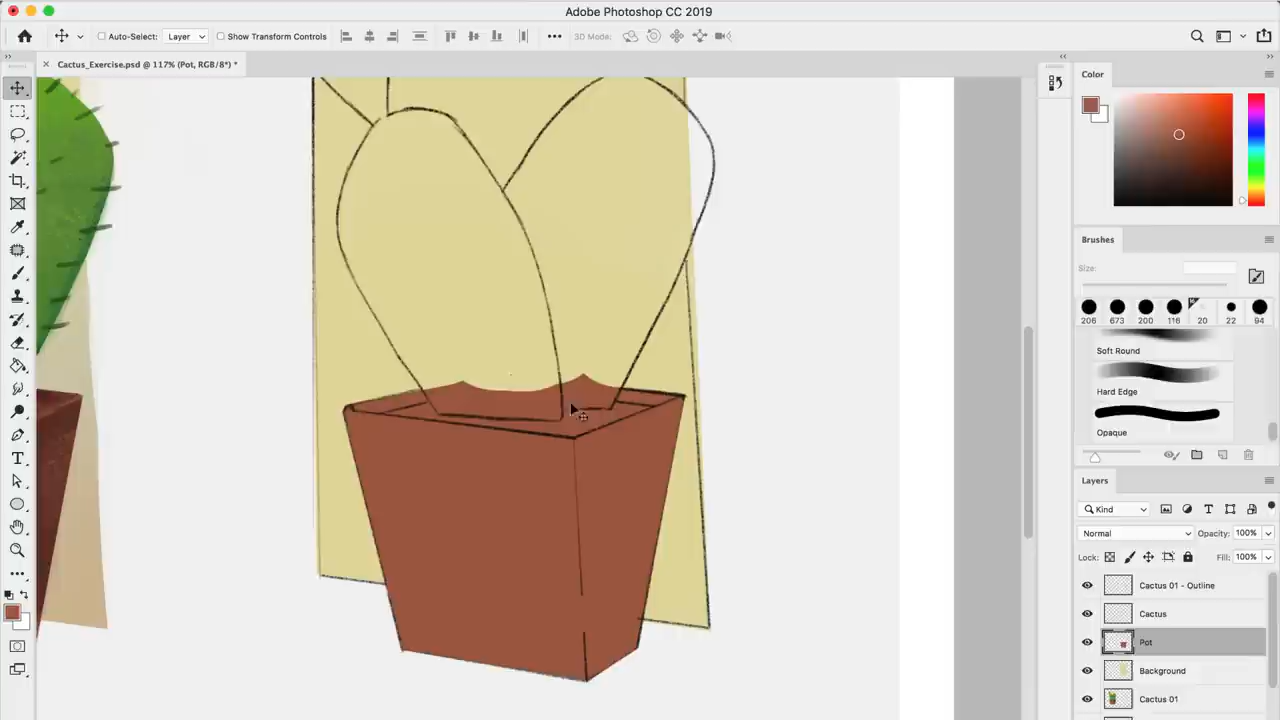 Adobe Photoshop CC 2019
Auto-Select: Layer Show Transform Controls 3D Mode:
Cactus_Exercise.psd @ 117% (Pot, RGB/8*) *
Color
Brushes
Size:
206 673 200 116 20 22 94
Soft Round
Hard Edge
Opaque
Layers
Kind
Normal Opacity: 100%
Lock: Fill: 100%
Cactus 01 - Outline
Cactus
Pot
Background
Cactus 01